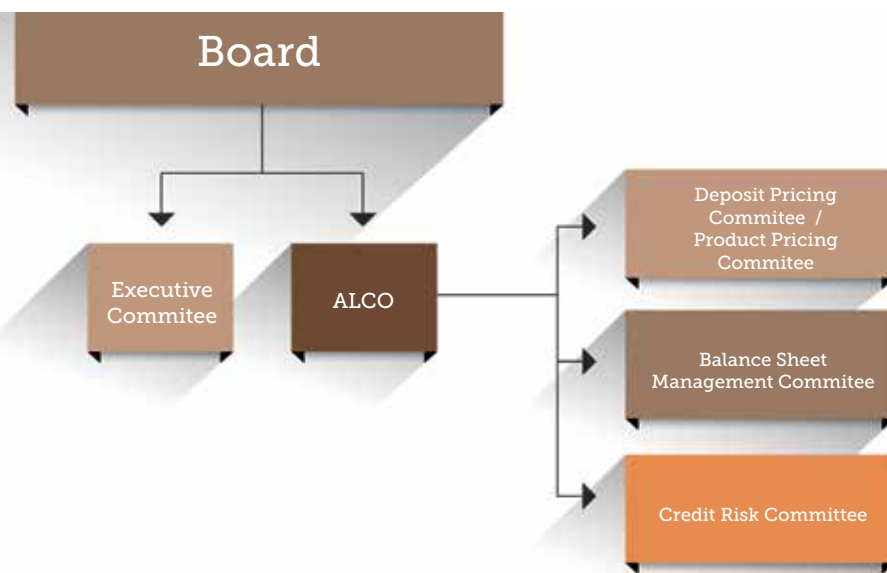 Board
Executive
Commitee
ALCO
Deposit Pricing
Commitee /
Product Pricing
Commitee
Balance Sheet
Management Commitee
Credit Risk Committee